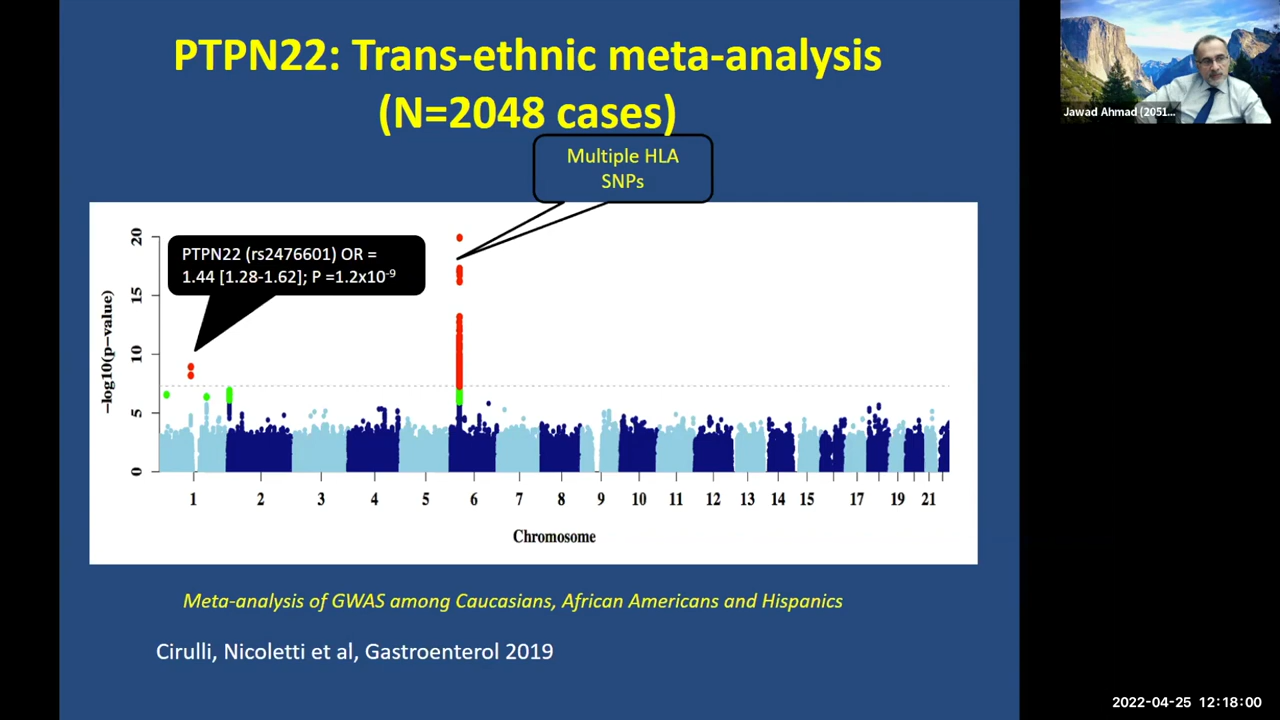 PTPN22: Trans-ethnic meta-analysis
(N=2048 cases)
Multiple HLA
SNPs
PTPN22 (rs2476601) OR =
1.44 [1.28-1.62]; P =1.2x10⁻⁹
−log10(p−value)
20
15
10
5
0
1 2 3 4 5 6 7 8 9 10 11 12 13 14 15 17 19 21
Chromosome
Meta-analysis of GWAS among Caucasians, African Americans and Hispanics
Cirulli, Nicoletti et al, Gastroenterol 2019
Jawad Ahmad (2051...
2022-04-25 12:18:00